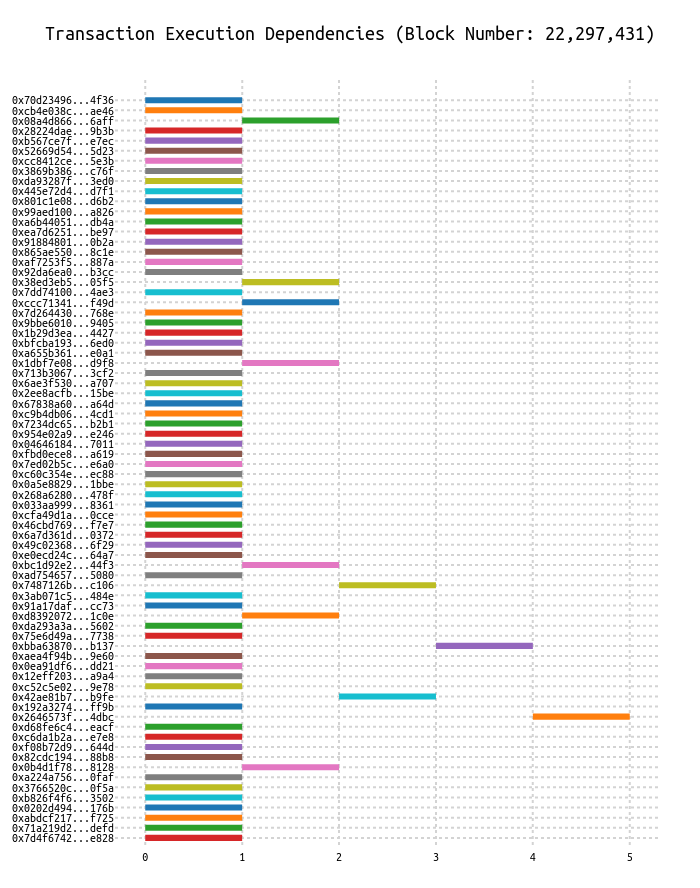 Transaction Execution Dependencies (Block Number: 22,297,431)
0x70d23496...4f36
0xcb4e038c...ae46
0x08a4d866...6aff
0x28224dae...9b3b
0xb567ce7f...e7ec
0x52669d54...5d23
0xcc8412ce...5e3b
0x3869b386...c76f
0xda93287f...3ed0
0x445e72d4...d7f1
0x801c1e08...d6b2
0x99aed100...a826
0xa6b44051...db4a
0xea7d6251...be97
0x91884801...0b2a
0x865ae550...8c1e
0xaf7253f5...887a
0x92da6ea0...b3cc
0x38ed3eb5...05f5
0x7dd74100...4ae3
0xccc71341...f49d
0x7d264430...768e
0x9bbe6010...9405
0x1b29d3ea...4427
0xbfcba193...6ed0
0xa655b361...e0a1
0x1dbf7e08...d9f8
0x713b3067...3cf2
0x6ae3f530...a707
0x2ee8acfb...15be
0x67838a60...a64d
0xc9b4db06...4cd1
0x7234dc65...b2b1
0x954e02a9...e246
0x04646184...7011
0xfbd0ece8...a619
0x7ed02b5c...e6a0
0xc60c354e...ec88
0x0a5e8829...1bbe
0x268a6280...478f
0x033aa999...8361
0xcfa49d1a...0cce
0x46cbd769...f7e7
0x6a7d361d...0372
0x49c02368...6f29
0xe0ecd24c...64a7
0xbc1d92e2...44f3
0xad754657...5080
0x7487126b...c106
0x3ab071c5...484e
0x91a17daf...cc73
0xd8392072...1c0e
0xda293a3a...5602
0x75e6d49a...7738
0xbba63870...b137
0xaea4f94b...9e60
0x0ea91df6...dd21
0x12eff203...a9a4
0xc52c5e02...9e78
0x42ae81b7...b9fe
0x192a3274...ff9b
0x2646573f...4dbc
0xd68fe6c4...eacf
0xc6da1b2a...e7e8
0xf08b72d9...644d
0x82cdc194...88b8
0x0b4d1f78...8128
0xa224a756...0faf
0x3766520c...0f5a
0xb826f4f6...3502
0x0202d494...176b
0xabdcf217...f725
0x71a219d2...defd
0x7d4f6742...e828
0 1 2 3 4 5